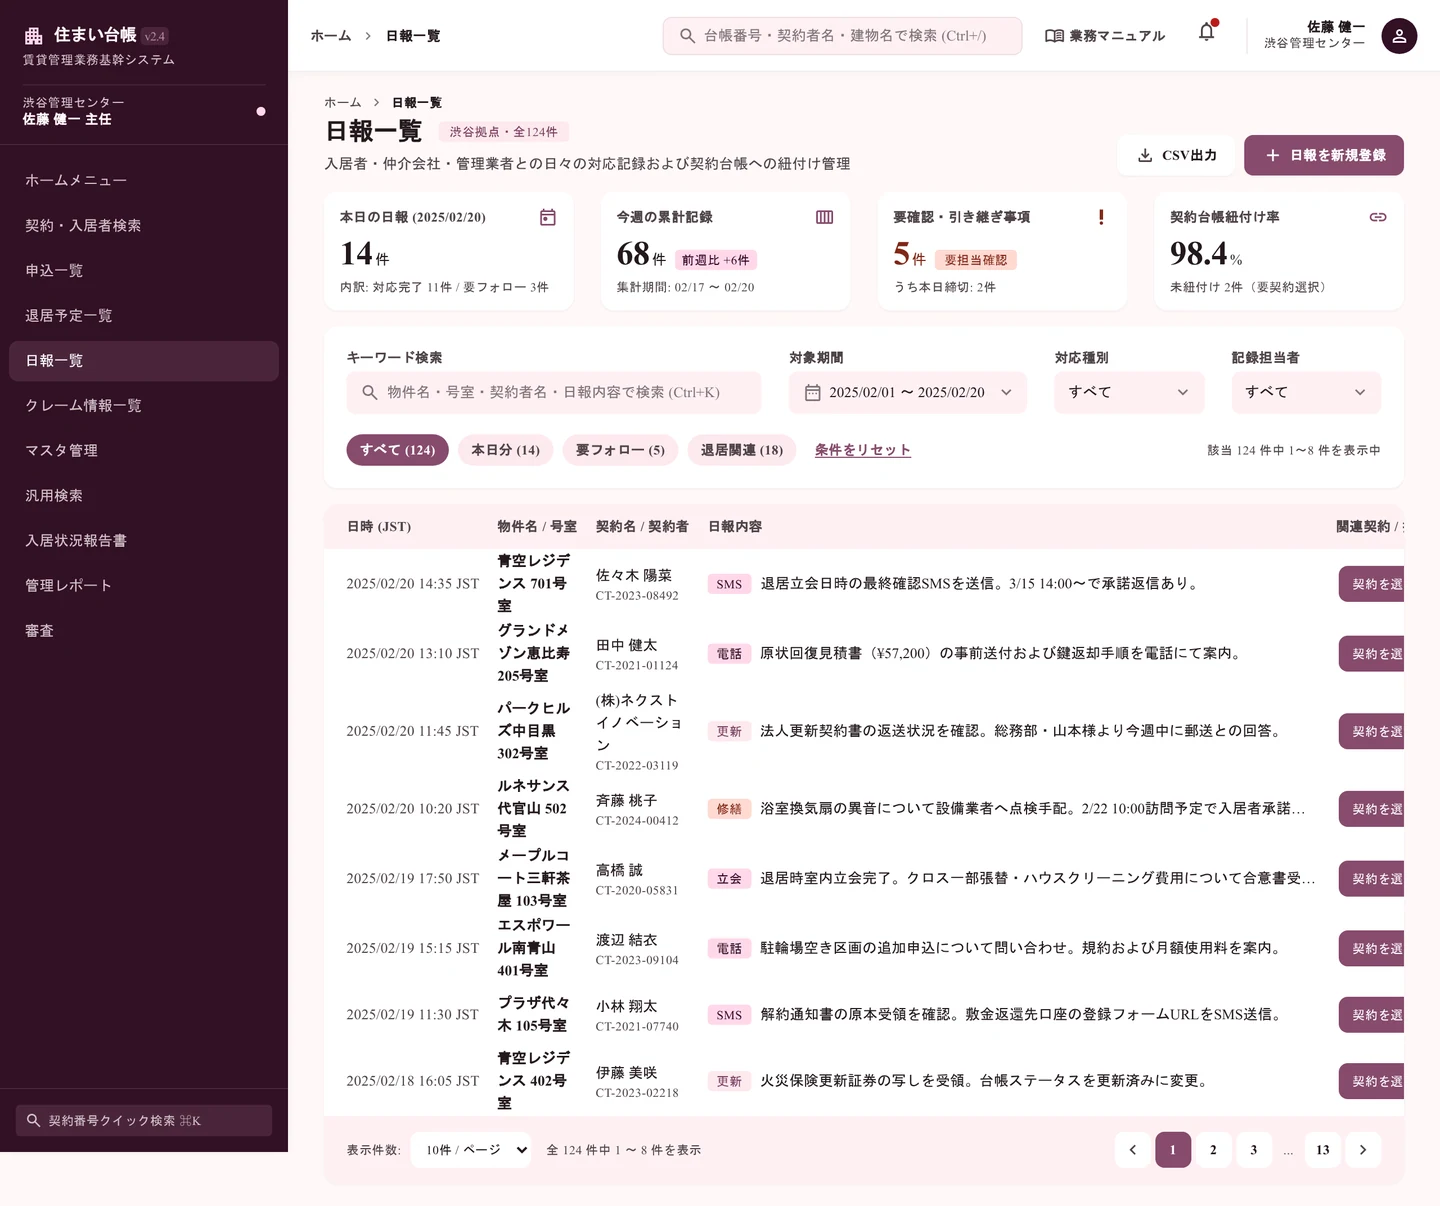 住まい台帳 v2.4
賃貸管理業務基幹システム
渋谷管理センター
佐藤 健一 主任
ホームメニュー
契約・入居者検索
申込一覧
退居予定一覧
日報一覧
クレーム情報一覧
マスタ管理
汎用検索
入居状況報告書
管理レポート
審査
契約番号クイック検索 ⌘K
ホーム › 日報一覧
台帳番号・契約者名・建物名で検索 (Ctrl+/)
業務マニュアル
佐藤 健一
渋谷管理センター
ホーム › 日報一覧
日報一覧 渋谷拠点・全124件
入居者・仲介会社・管理業者との日々の対応記録および契約台帳への紐付け管理
CSV出力
日報を新規登録
本日の日報 (2025/02/20)
14件
内訳: 対応完了 11件 / 要フォロー 3件
今週の累計記録
68件 前週比 +6件
集計期間: 02/17 〜 02/20
要確認・引き継ぎ事項
5件 要担当確認
うち本日締切: 2件
契約台帳紐付け率
98.4%
未紐付け 2件（要契約選択）
キーワード検索
物件名・号室・契約者名・日報内容で検索 (Ctrl+K)
対象期間
2025/02/01 〜 2025/02/20
対応種別
すべて
記録担当者
すべて
すべて (124) 本日分 (14) 要フォロー (5) 退居関連 (18) 条件をリセット
該当 124 件中 1〜8 件を表示中
日時 (JST) 物件名 / 号室 契約名 / 契約者 日報内容 関連契約 /
2025/02/20 14:35 JST
青空レジデ
ンス 701号
室
佐々木 陽菜
CT-2023-08492
SMS 退居立会日時の最終確認SMSを送信。3/15 14:00〜で承諾返信あり。
契約を選
2025/02/20 13:10 JST
グランドメ
ゾン恵比寿
205号室
田中 健太
CT-2021-01124
電話 原状回復見積書（¥57,200）の事前送付および鍵返却手順を電話にて案内。
契約を選
2025/02/20 11:45 JST
パークヒル
ズ中目黒
302号室
(株)ネクスト
イノベーショ
ン
CT-2022-03119
更新 法人更新契約書の返送状況を確認。総務部・山本様より今週中に郵送との回答。
契約を選
2025/02/20 10:20 JST
ルネサンス
代官山 502
号室
斉藤 桃子
CT-2024-00412
修繕 浴室換気扇の異音について設備業者へ点検手配。2/22 10:00訪問予定で入居者承諾…
契約を選
2025/02/19 17:50 JST
メープルコ
ート三軒茶
屋 103号室
高橋 誠
CT-2020-05831
立会 退居時室内立会完了。クロス一部張替・ハウスクリーニング費用について合意書受…
契約を選
2025/02/19 15:15 JST
エスポワー
ル南青山
401号室
渡辺 結衣
CT-2023-09104
電話 駐輪場空き区画の追加申込について問い合わせ。規約および月額使用料を案内。
契約を選
2025/02/19 11:30 JST
プラザ代々
木 105号室
小林 翔太
CT-2021-07740
SMS 解約通知書の原本受領を確認。敷金返還先口座の登録フォームURLをSMS送信。
契約を選
2025/02/18 16:05 JST
青空レジデ
ンス 402号
室
伊藤 美咲
CT-2023-02218
更新 火災保険更新証券の写しを受領。台帳ステータスを更新済みに変更。
契約を選
表示件数: 10件 / ページ 全 124 件中 1 〜 8 件を表示
1 2 3 … 13